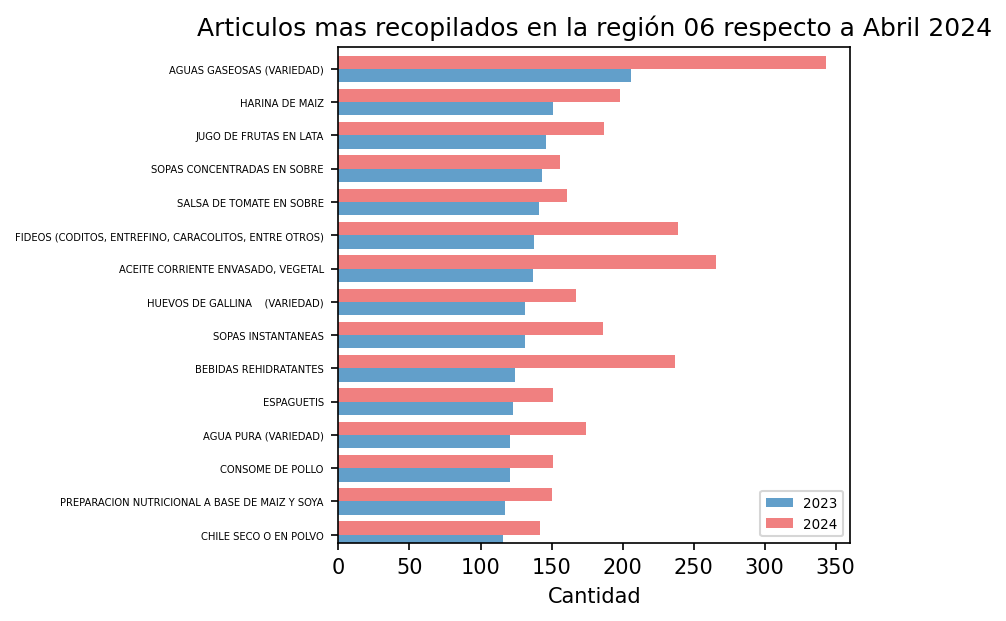 Articulos mas recopilados en la región 06 respecto a Abril 2024
AGUAS GASEOSAS (VARIEDAD)
HARINA DE MAIZ
JUGO DE FRUTAS EN LATA
SOPAS CONCENTRADAS EN SOBRE
SALSA DE TOMATE EN SOBRE
FIDEOS (CODITOS, ENTREFINO, CARACOLITOS, ENTRE OTROS)
ACEITE CORRIENTE ENVASADO, VEGETAL
HUEVOS DE GALLINA    (VARIEDAD)
SOPAS INSTANTANEAS
BEBIDAS REHIDRATANTES
ESPAGUETIS
AGUA PURA (VARIEDAD)
CONSOME DE POLLO
PREPARACION NUTRICIONAL A BASE DE MAIZ Y SOYA
CHILE SECO O EN POLVO
2023
2024
0 50 100 150 200 250 300 350
Cantidad